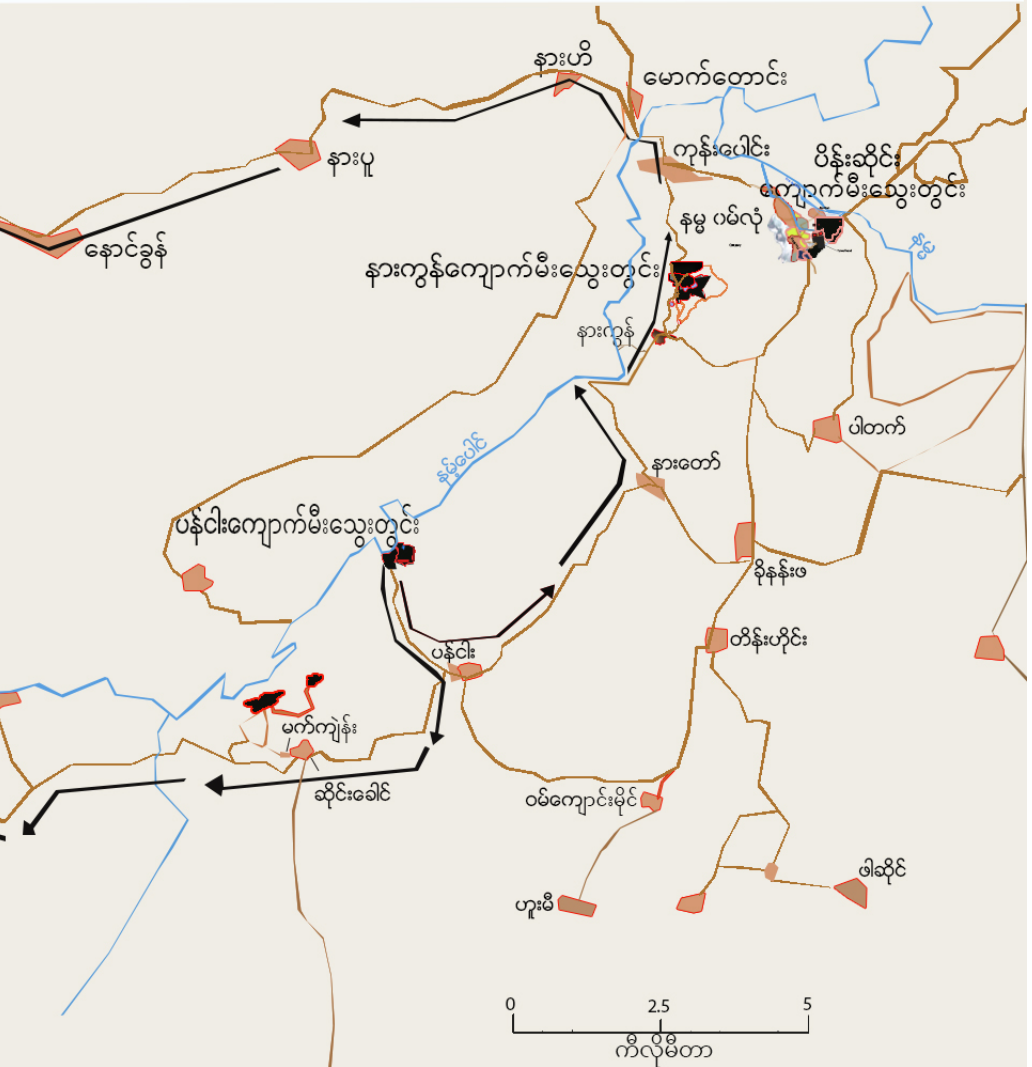 နားဟိ
မောက်တောင်း
ကုန်းပေါင်း
ပိန်းဆိုင်း
ကျောက်မီးသွေးတွင်း
နားပူ
နောင်ခွန်
နမ္မ ဝမ်လုံ
နမ္မ
နားကွန်ကျောက်မီးသွေးတွင်း
နားကွန်
ပါတက်
နမ့်ပေါင်
နားတော်
ပန်ငါးကျောက်မီးသွေးတွင်း
ခိုနန်းဖ
တိန်းဟိုင်း
ပန်ငါး
မက်ကျဲန်း
ဆိုင်းခေါင်
ဝမ်ကျောင်းမိုင်
ဖါဆိုင်
ဟူးမီ
0 2.5 5
ကီလိုမီတာ